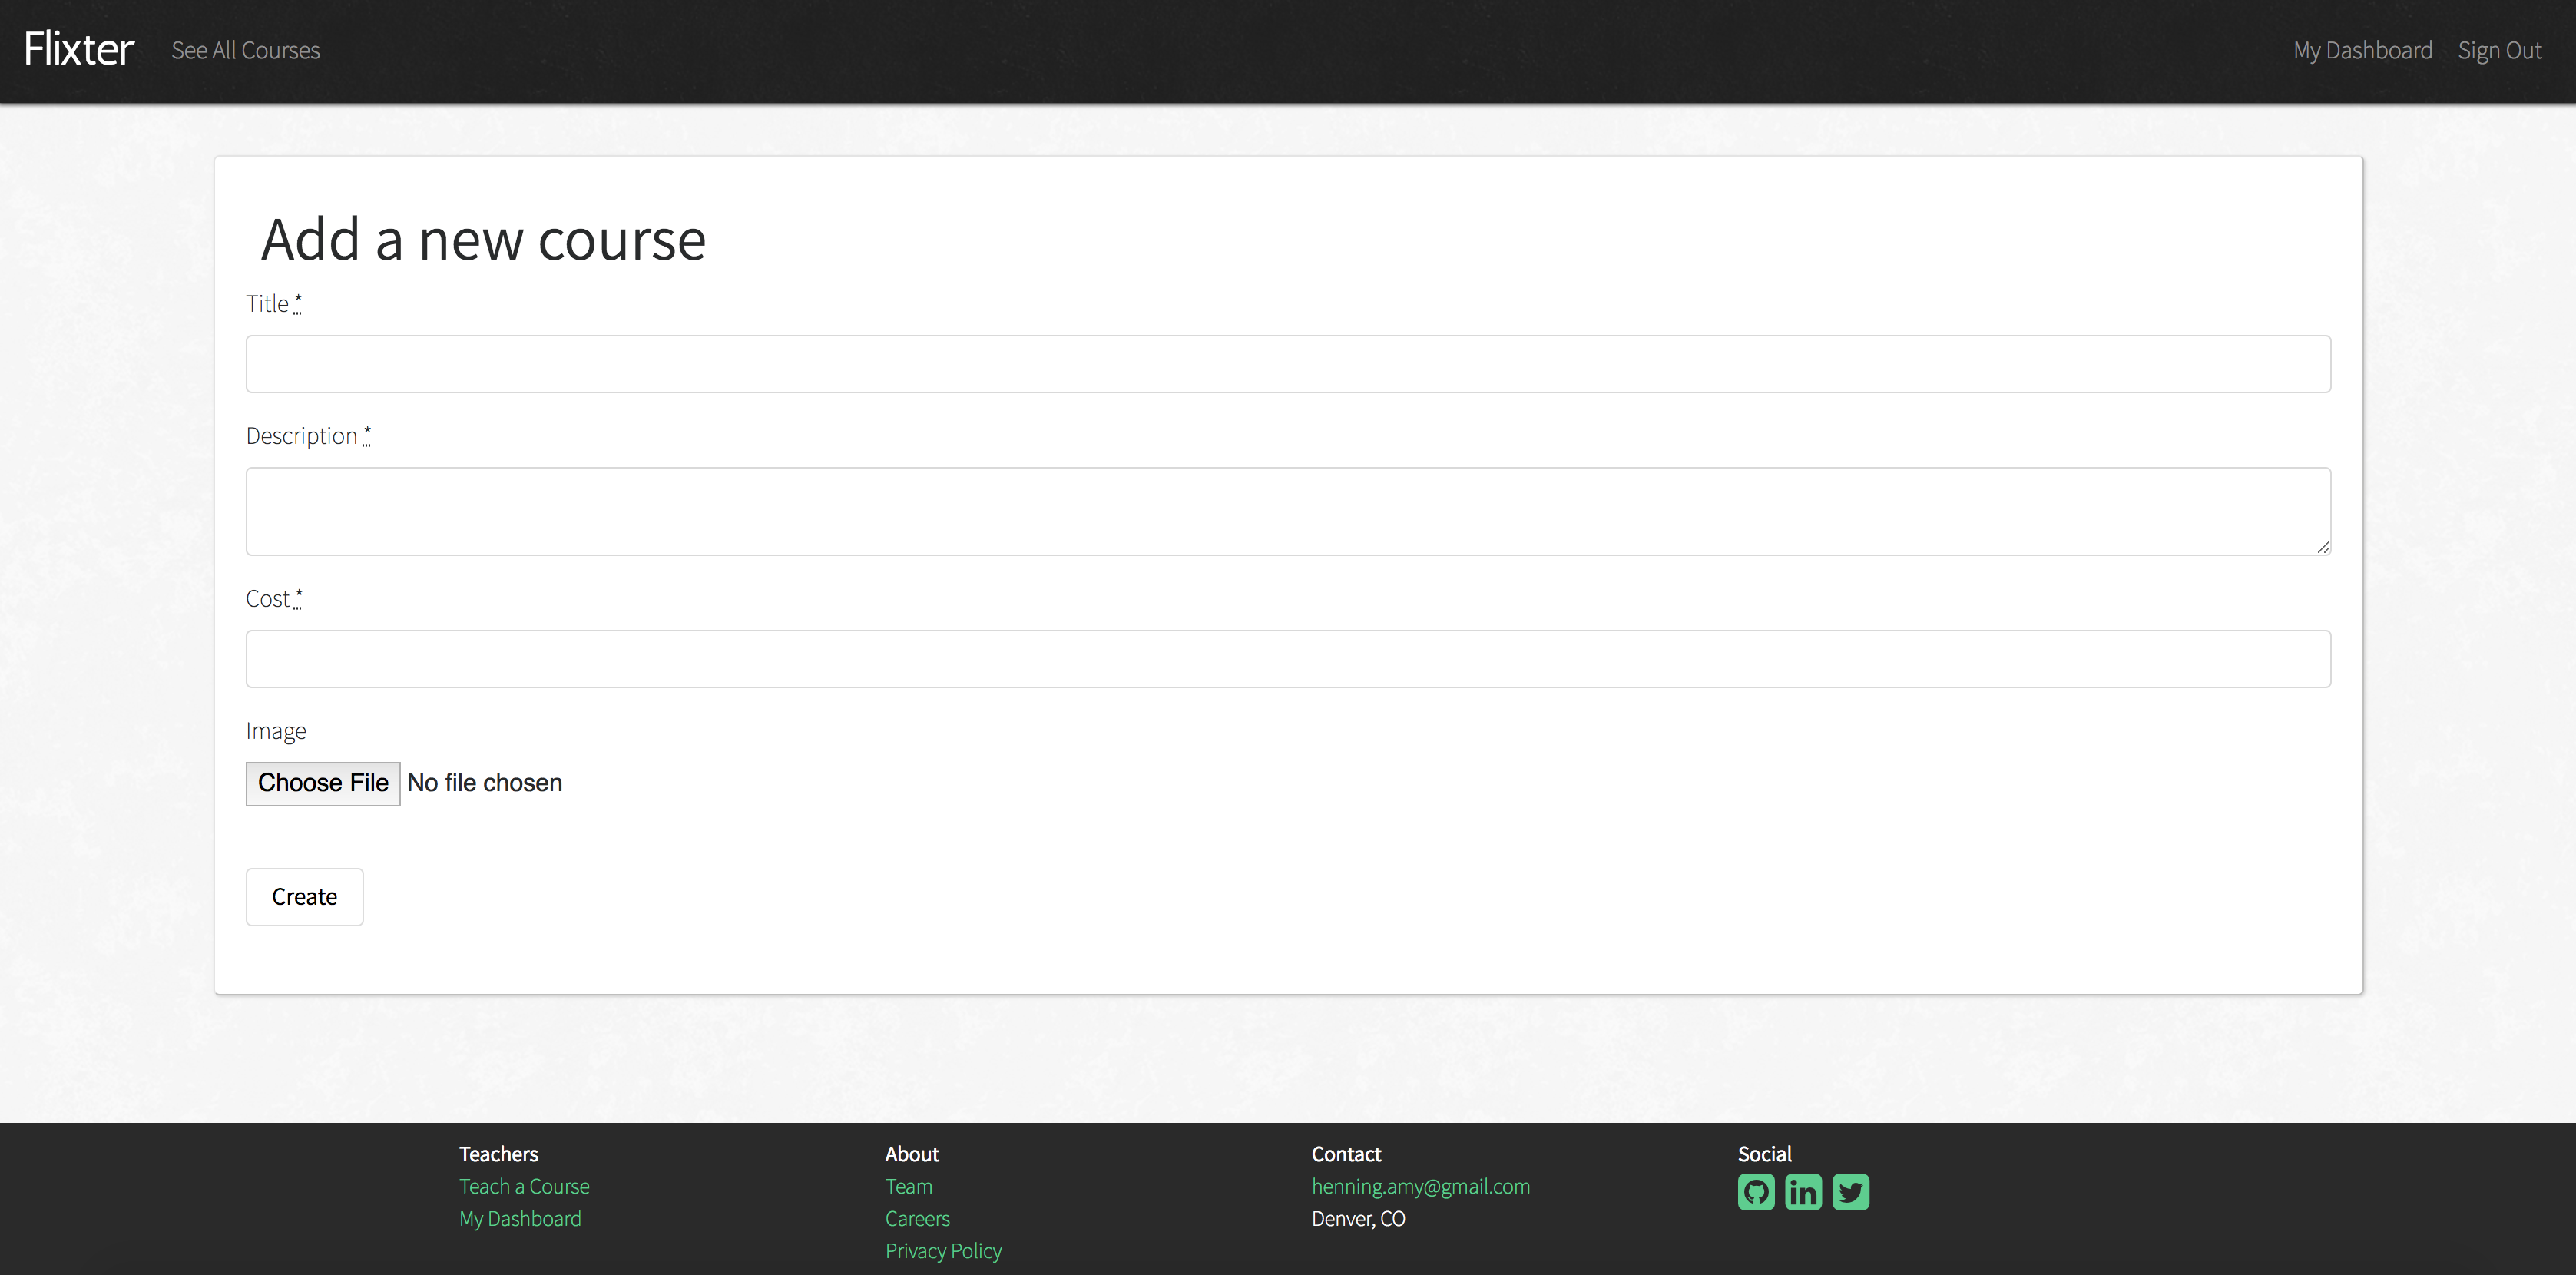 Flixter See All Courses My Dashboard Sign Out
Add a new course
Title *
Description *
Cost *
Image
Choose File No file chosen
Create
Teachers
Teach a Course
My Dashboard
About
Team
Careers
Privacy Policy
Contact
henning.amy@gmail.com
Denver, CO
Social
in